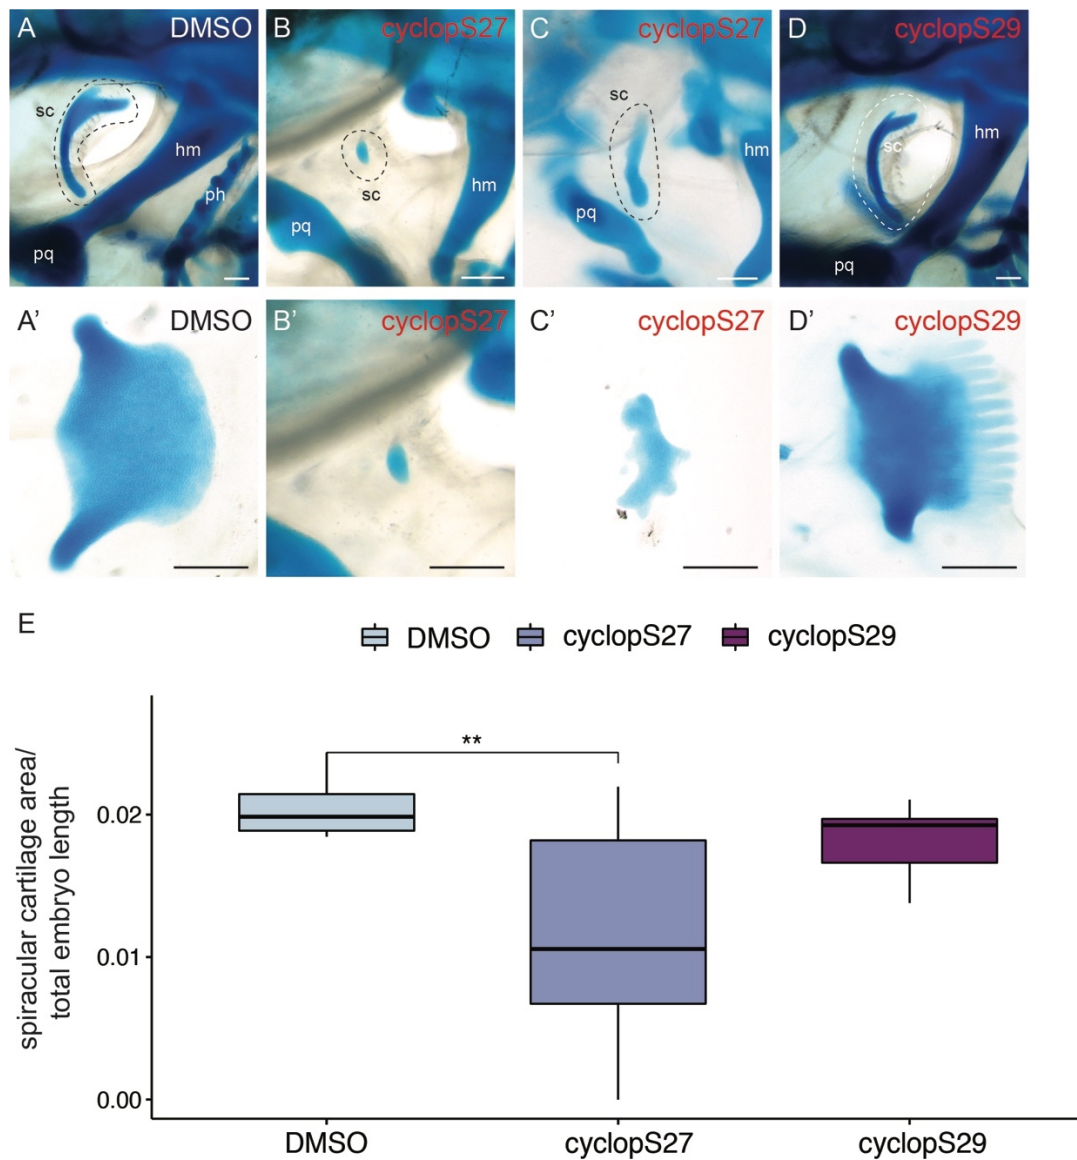 A DMSO
sc
hm
ph
pq
B cyclopS27
sc
hm
pq
C cyclopS27
sc
hm
pq
D cyclopS29
sc
hm
pq
A' DMSO
B' cyclopS27
C' cyclopS27
D' cyclopS29
E
DMSO cyclopS27 cyclopS29
spiracular cartilage area/
total embryo length
**
0.02
0.01
0.00
DMSO cyclopS27 cyclopS29